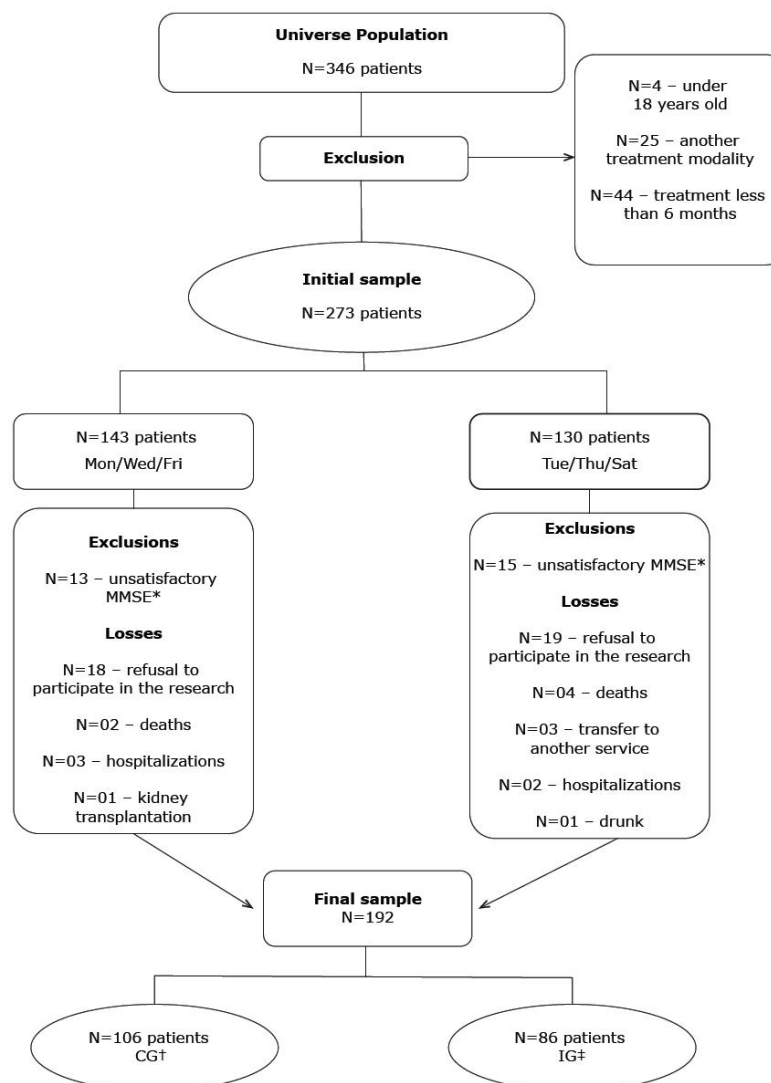 Universe Population
N=346 patients
N=4 – under
18 years old
N=25 – another
treatment modality
N=44 – treatment less
than 6 months
Exclusion
Initial sample
N=273 patients
N=143 patients
Mon/Wed/Fri
N=130 patients
Tue/Thu/Sat
Exclusions
N=13 – unsatisfactory
MMSE*
Losses
N=18 – refusal to
participate in the research
N=02 – deaths
N=03 – hospitalizations
N=01 – kidney
transplantation
Exclusions
N=15 – unsatisfactory MMSE*
Losses
N=19 – refusal to
participate in the research
N=04 – deaths
N=03 – transfer to
another service
N=02 – hospitalizations
N=01 – drunk
Final sample
N=192
N=106 patients
CG†
N=86 patients
IG‡